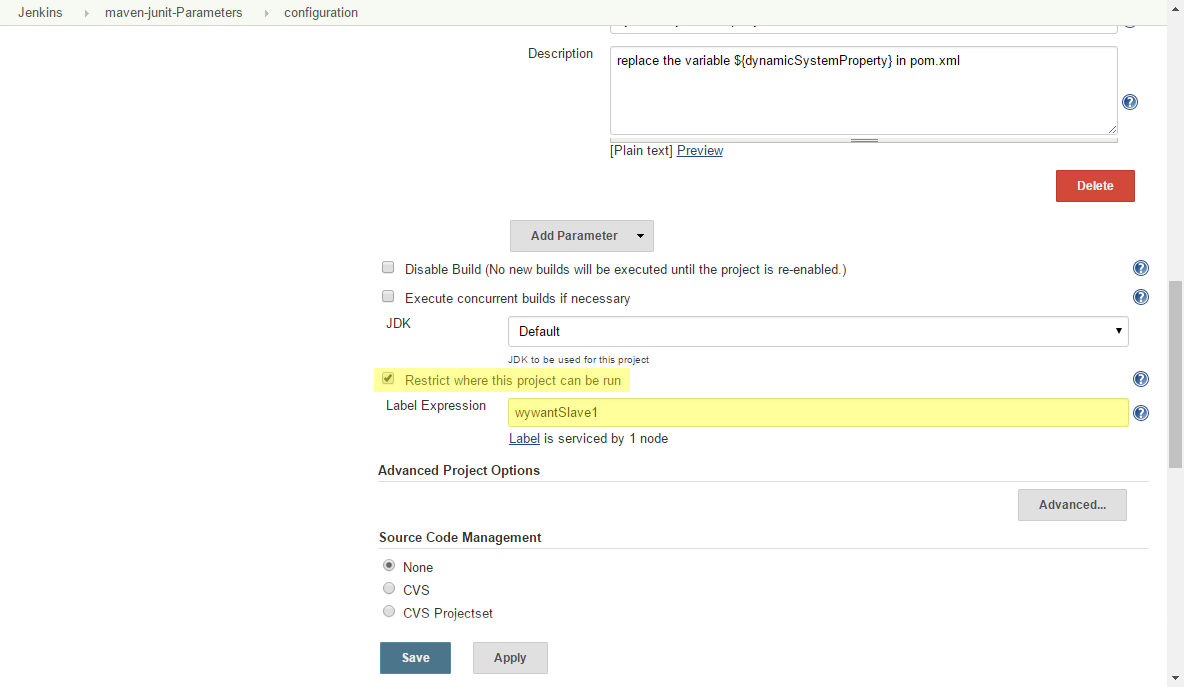 Jenkins maven-junit-Parameters configuration
Description
replace the variable ${dynamicSystemProperty} in pom.xml
[Plain text] Preview
Delete
Add Parameter
Disable Build (No new builds will be executed until the project is re-enabled.)
Execute concurrent builds if necessary
JDK
Default
JDK to be used for this project
Restrict where this project can be run
Label Expression
wywantSlave1
Label is serviced by 1 node
Advanced Project Options
Advanced...
Source Code Management
None
CVS
CVS Projectset
Save Apply